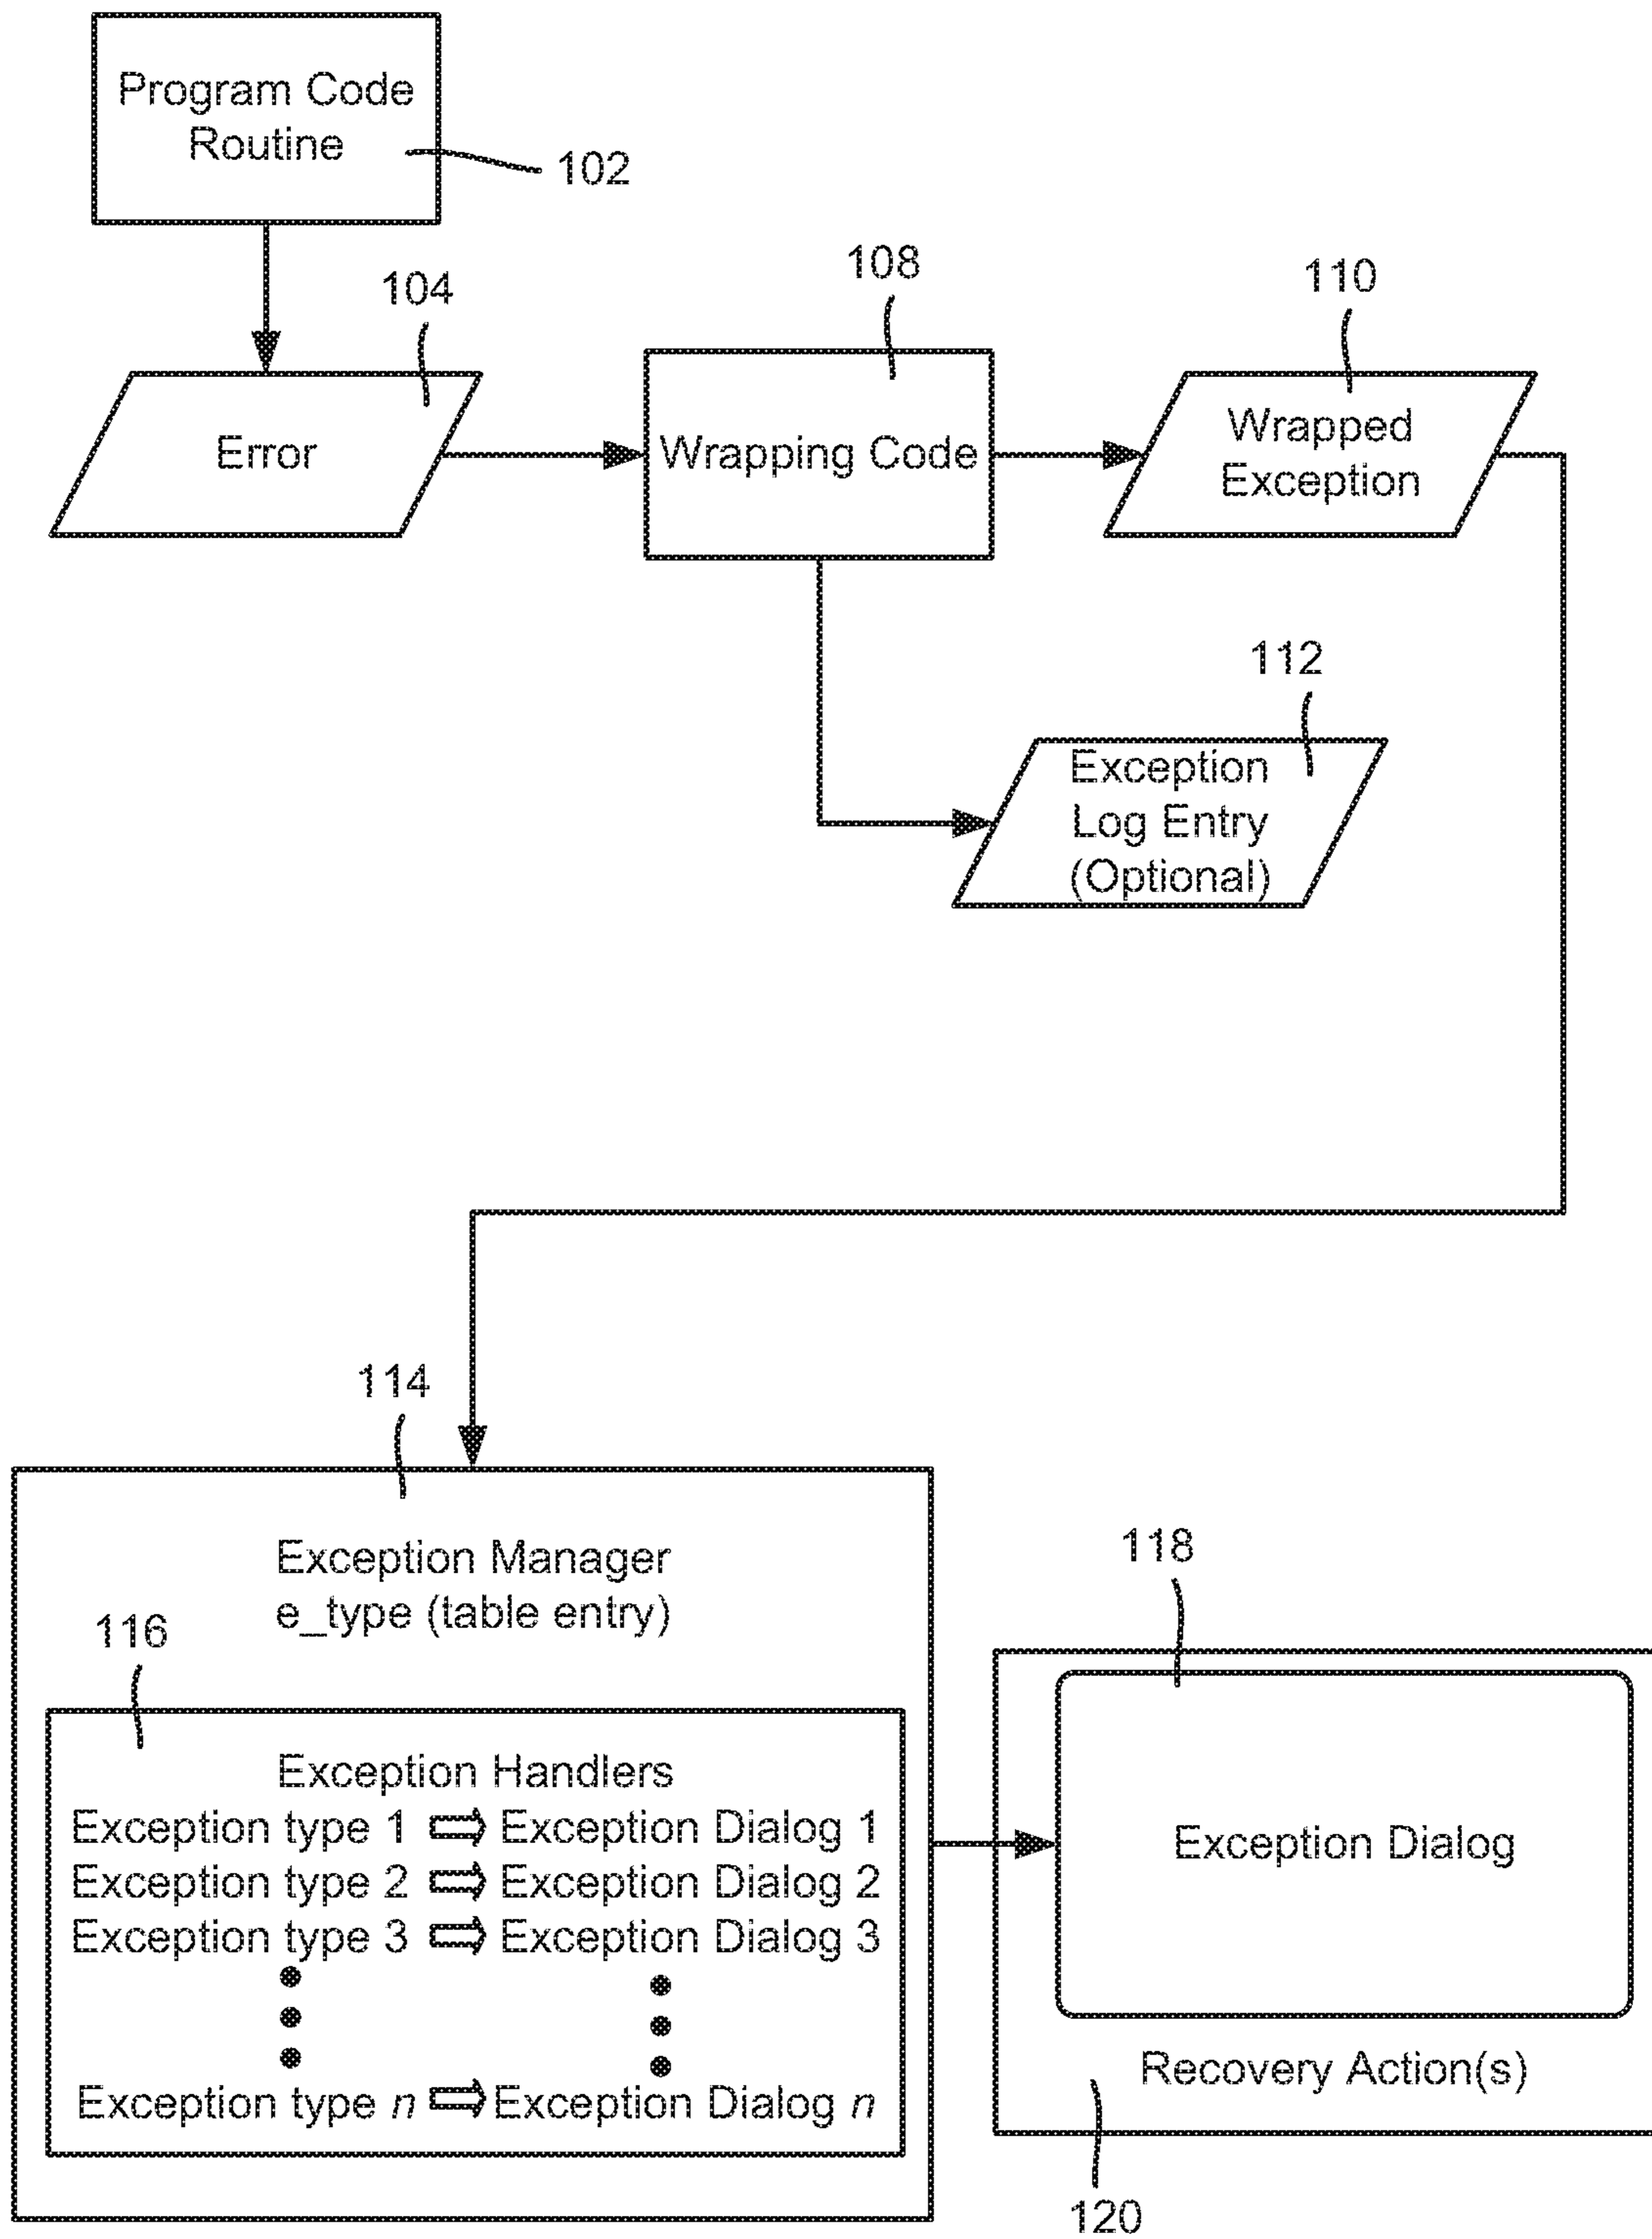 Program Code
Routine
102
104
108
110
Error
Wrapping Code
Wrapped
Exception
112
Exception
Log Entry
(Optional)
114
Exception Manager
e_type (table entry)
116
Exception Handlers
Exception type 1 ⇨ Exception Dialog 1
Exception type 2 ⇨ Exception Dialog 2
Exception type 3 ⇨ Exception Dialog 3
Exception type n ⇨ Exception Dialog n
118
Exception Dialog
Recovery Action(s)
120